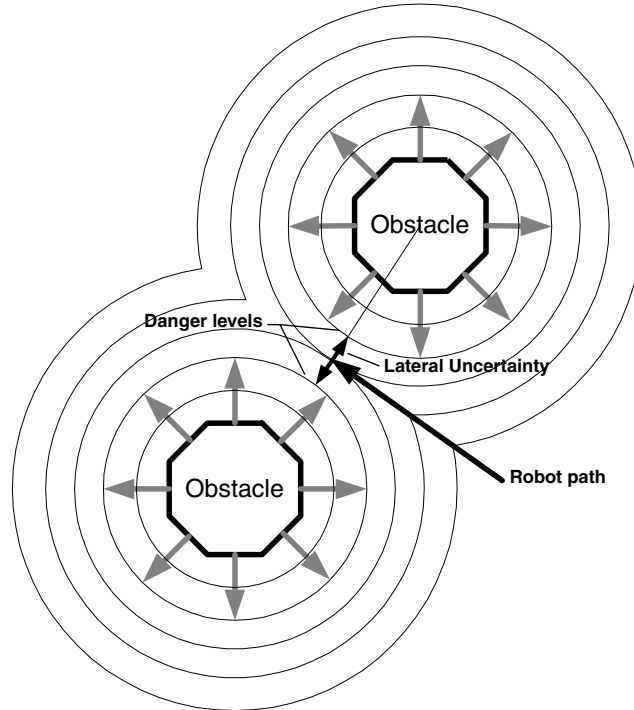 Obstacle
Danger levels
Lateral Uncertainty
Robot path
Obstacle